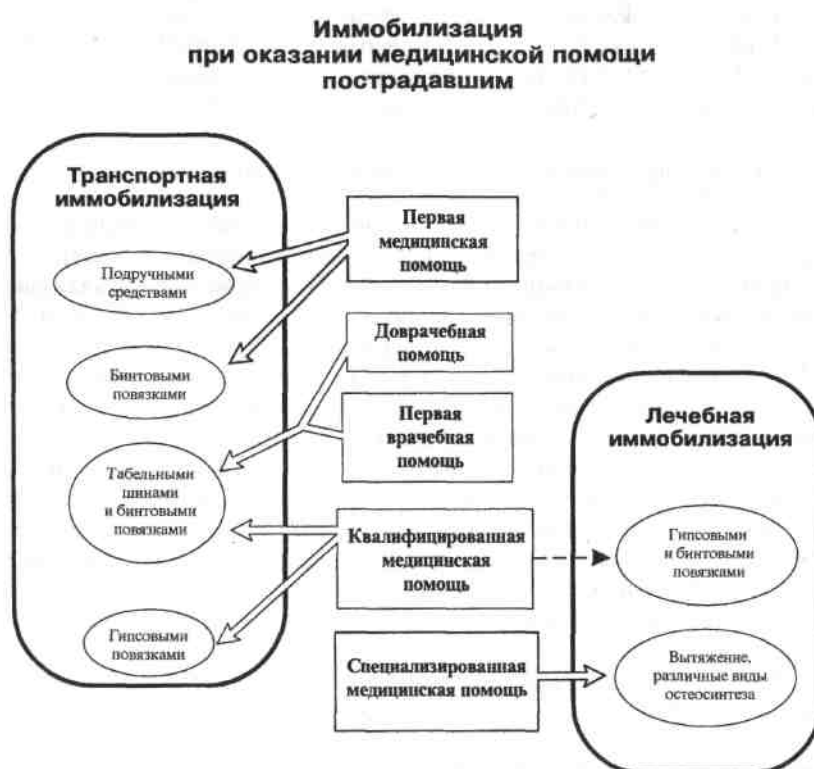 Иммобилизация
при оказании медицинской помощи
пострадавшим
Транспортная
иммобилизация
Подручными
средствами
Бинтовыми
повязками
Табельными
шинами
и бинтовыми
повязками
Гипсовыми
повязками
Первая
медицинская
помощь
Доврачебная
помощь
Первая
врачебная
помощь
Квалифицированная
медицинская
помощь
Специализированная
медицинская помощь
Лечебная
иммобилизация
Гипсовыми
и бинтовыми
повязками
Вытяжение,
различные виды
остеосинтеза